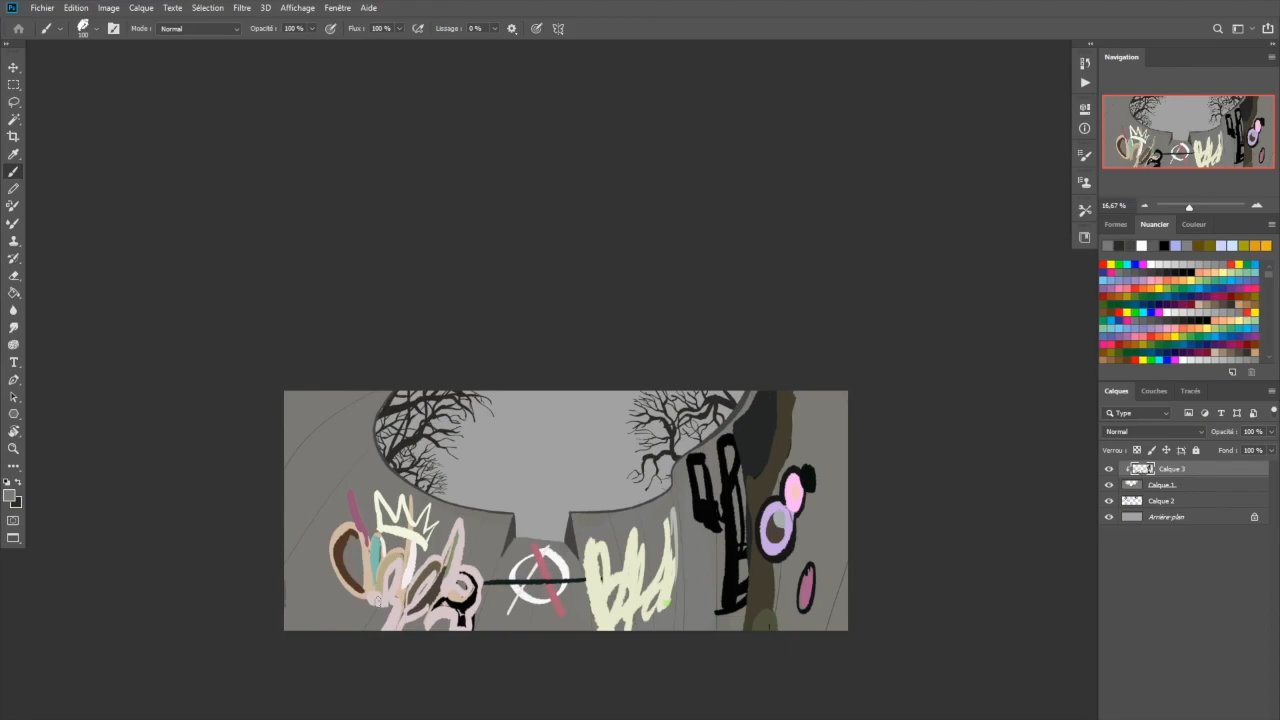 Ps Fichier Edition Image Calque Texte Sélection Filtre 3D Affichage Fenêtre Aide
100 Mode : Normal Opacité : 100 % Flux : 100 % Lissage : 0 %
Navigation
16,67 %
Formes Nuancier Couleur
Calques Couches Tracés
Type
Normal Opacité : 100 %
Verrou : Fond : 100 %
Calque 3
Calque 1
Calque 2
Arrière-plan